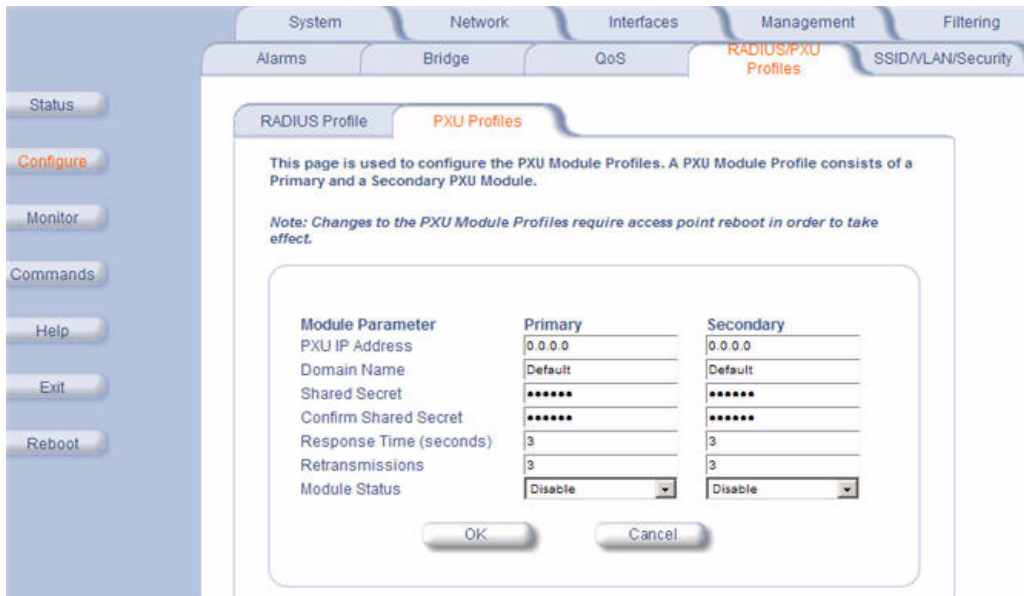 System Network Interfaces Management Filtering
Alarms Bridge QoS RADIUS/PXU Profiles SSID/VLAN/Security
Status
Configure
Monitor
Commands
Help
Exit
Reboot
RADIUS Profile PXU Profiles
This page is used to configure the PXU Module Profiles. A PXU Module Profile consists of a
Primary and a Secondary PXU Module.
Note: Changes to the PXU Module Profiles require access point reboot in order to take
effect.
Module Parameter Primary Secondary
PXU IP Address 0.0.0.0 0.0.0.0
Domain Name Default Default
Shared Secret •••••• ••••••
Confirm Shared Secret •••••• ••••••
Response Time (seconds) 3 3
Retransmissions 3 3
Module Status Disable Disable
OK Cancel